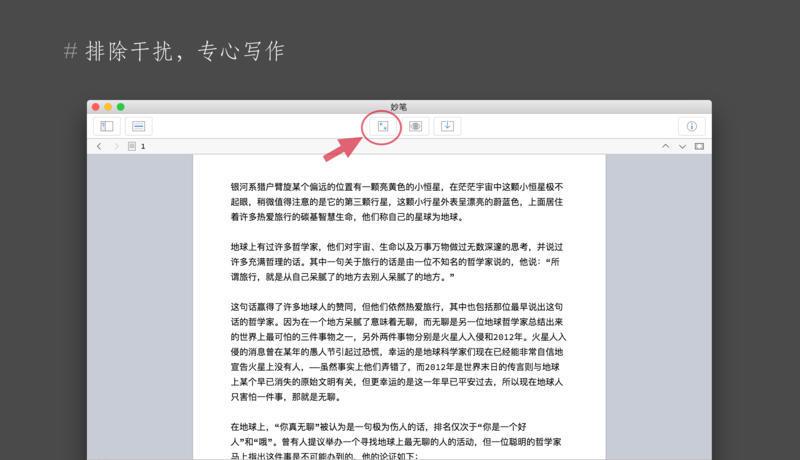 # 排除干扰，专心写作
妙笔
1
银河系猎户臂旋某个偏远的位置有一颗亮黄色的小恒星，在茫茫宇宙中这颗小恒星极不
起眼，稍微值得注意的是它的第三颗行星，这颗小行星外表呈漂亮的蔚蓝色，上面居住
着许多热爱旅行的碳基智慧生命，他们称自己的星球为地球。
地球上有过许多哲学家，他们对宇宙、生命以及万事万物做过无数深邃的思考，并说过
许多充满哲理的话。其中一句关于旅行的话是由一位不知名的哲学家说的，他说：“所
谓旅行，就是从自己呆腻了的地方去别人呆腻了的地方。”
这句话赢得了许多地球人的赞同，但他们依然热爱旅行，其中也包括那位最早说出这句
话的哲学家。因为在一个地方呆腻了意味着无聊，而无聊是另一位地球哲学家总结出来
的世界上最可怕的三件事物之一，另外两件事物分别是火星人入侵和2012年。火星人入
侵的消息曾在某年的愚人节引起过恐慌，幸运的是地球科学家们现在已经能非常自信地
宣告火星上没有人，——虽然事实上他们弄错了，而2012年是世界末日的传言则与地球
上某个早已消失的原始文明有关，但更幸运的是这一年早已平安过去，所以现在地球人
只害怕一件事，那就是无聊。
在地球上，“你真无聊”被认为是一句极为伤人的话，排名仅次于“你是一个好
人”和“哦”。曾有人提议举办一个寻找地球上最无聊的人的活动，但一位聪明的哲学家
马上指出这件事是不可能办到的，他的论证如下：